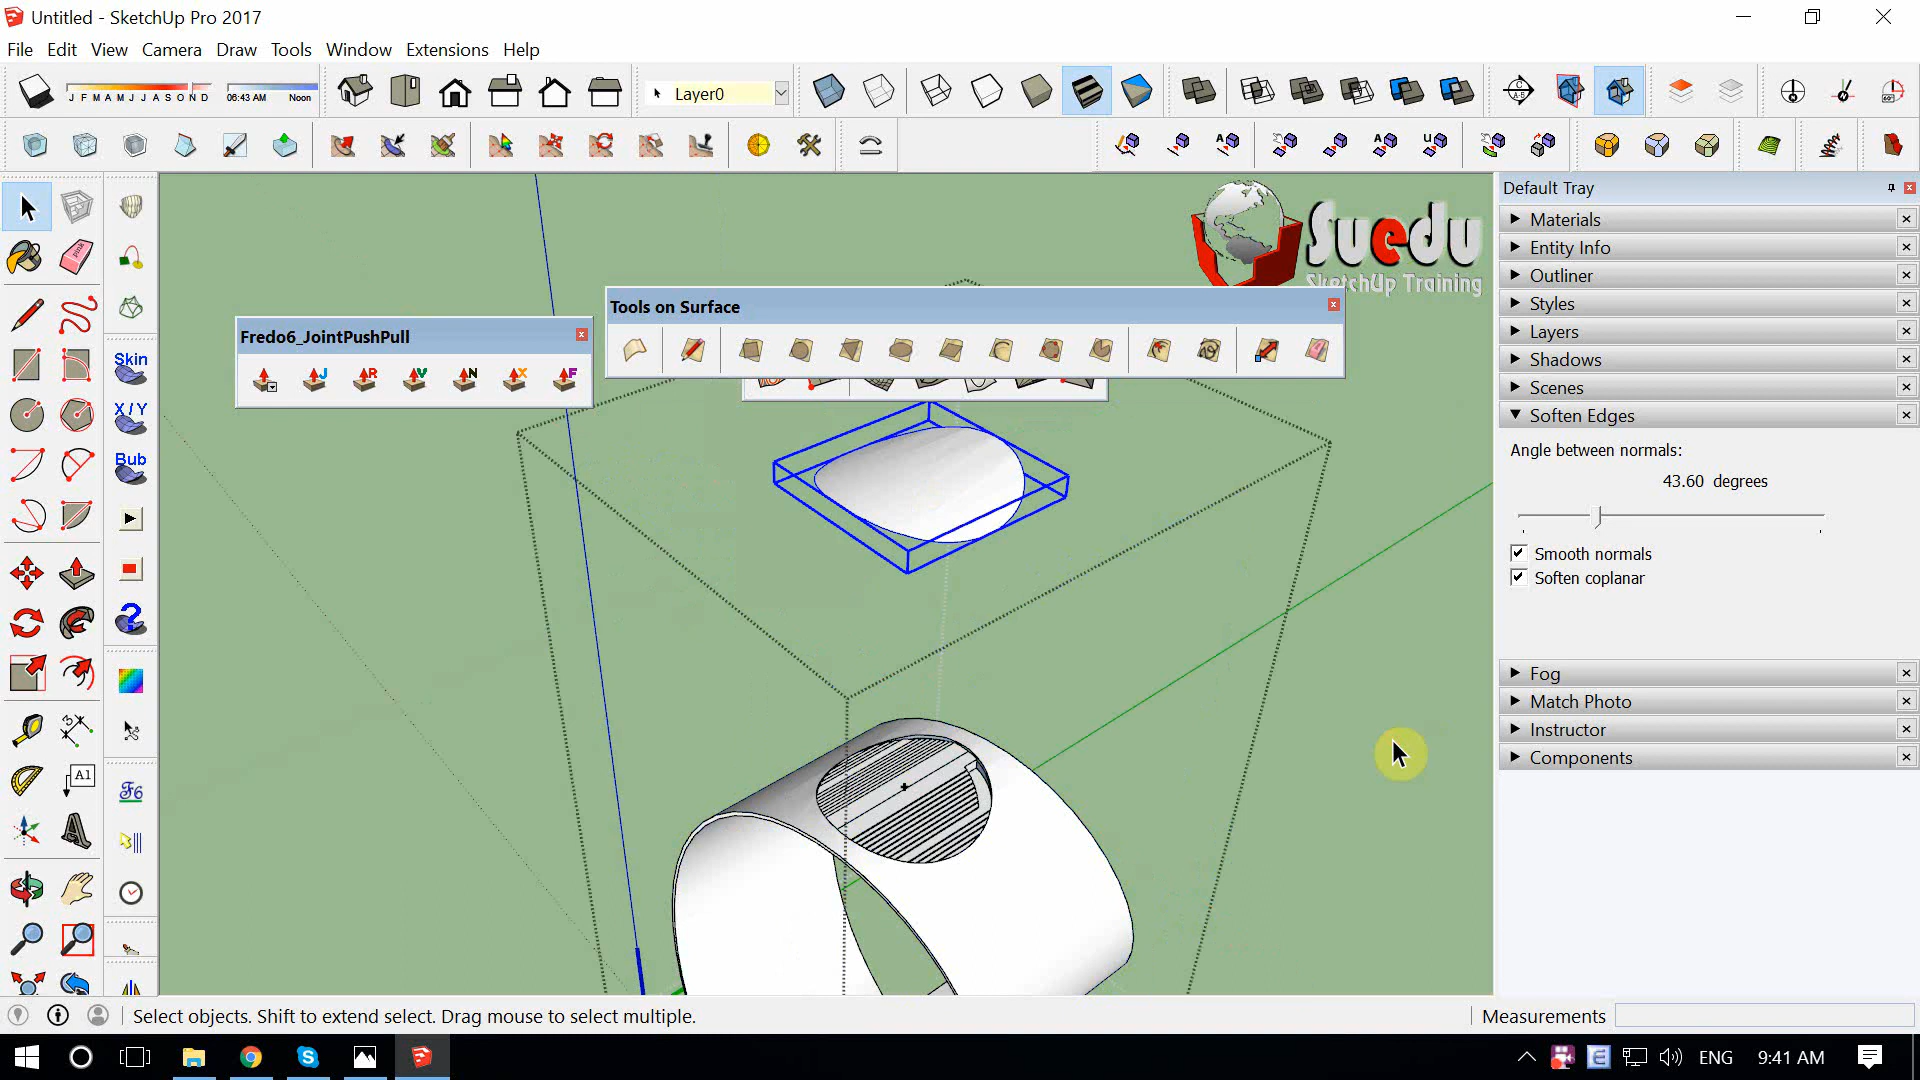 Untitled - SketchUp Pro 2017
File Edit View Camera Draw Tools Window Extensions Help
J F M A M J J A S O N D
06:43 AM Noon
Layer0
Default Tray
Materials
Entity Info
Outliner
Styles
Layers
Shadows
Scenes
Soften Edges
Angle between normals:
43.60 degrees
Smooth normals
Soften coplanar
Fog
Match Photo
Instructor
Components
Suedu
SketchUp Training
Tools on Surface
Fredo6_JointPushPull
J R V N X F
Skin
X/Y
Bub
A1
F6
Select objects. Shift to extend select. Drag mouse to select multiple.
Measurements
ENG
9:41 AM